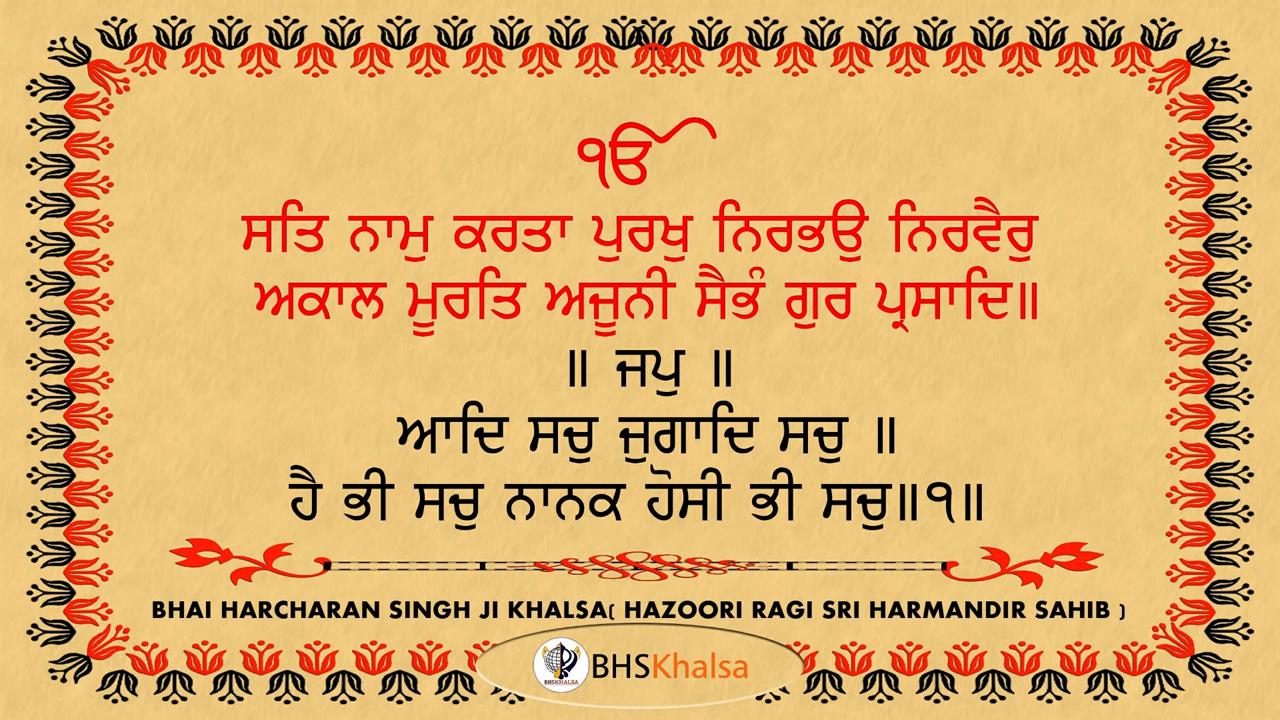 ੴ
ਸਤਿ ਨਾਮੁ ਕਰਤਾ ਪੁਰਖੁ ਨਿਰਭਉ ਨਿਰਵੈਰੁ
ਅਕਾਲ ਮੂਰਤਿ ਅਜੂਨੀ ਸੈਭੰ ਗੁਰ ਪ੍ਰਸਾਦਿ॥
॥ ਜਪੁ ॥
ਆਦਿ ਸਚੁ ਜੁਗਾਦਿ ਸਚੁ ॥
ਹੈ ਭੀ ਸਚੁ ਨਾਨਕ ਹੋਸੀ ਭੀ ਸਚੁ॥੧॥
BHAI HARCHARAN SINGH JI KHALSA( HAZOORI RAGI SRI HARMANDIR SAHIB )
BHSKHALSA
BHSKhalsa